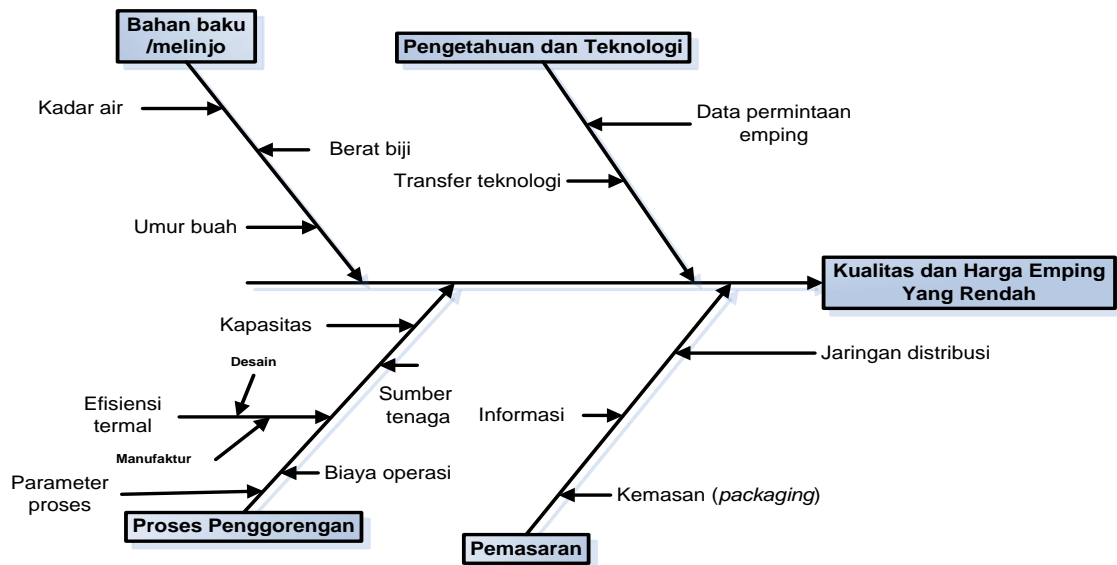 Bahan baku
/melinjo
Pengetahuan dan Teknologi
Kadar air
Data permintaan
emping
Berat biji
Transfer teknologi
Umur buah
Kualitas dan Harga Emping
Yang Rendah
Kapasitas
Desain
Jaringan distribusi
Sumber
tenaga
Efisiensi
termal
Informasi
Manufaktur
Biaya operasi
Parameter
proses
Kemasan (packaging)
Proses Penggorengan
Pemasaran